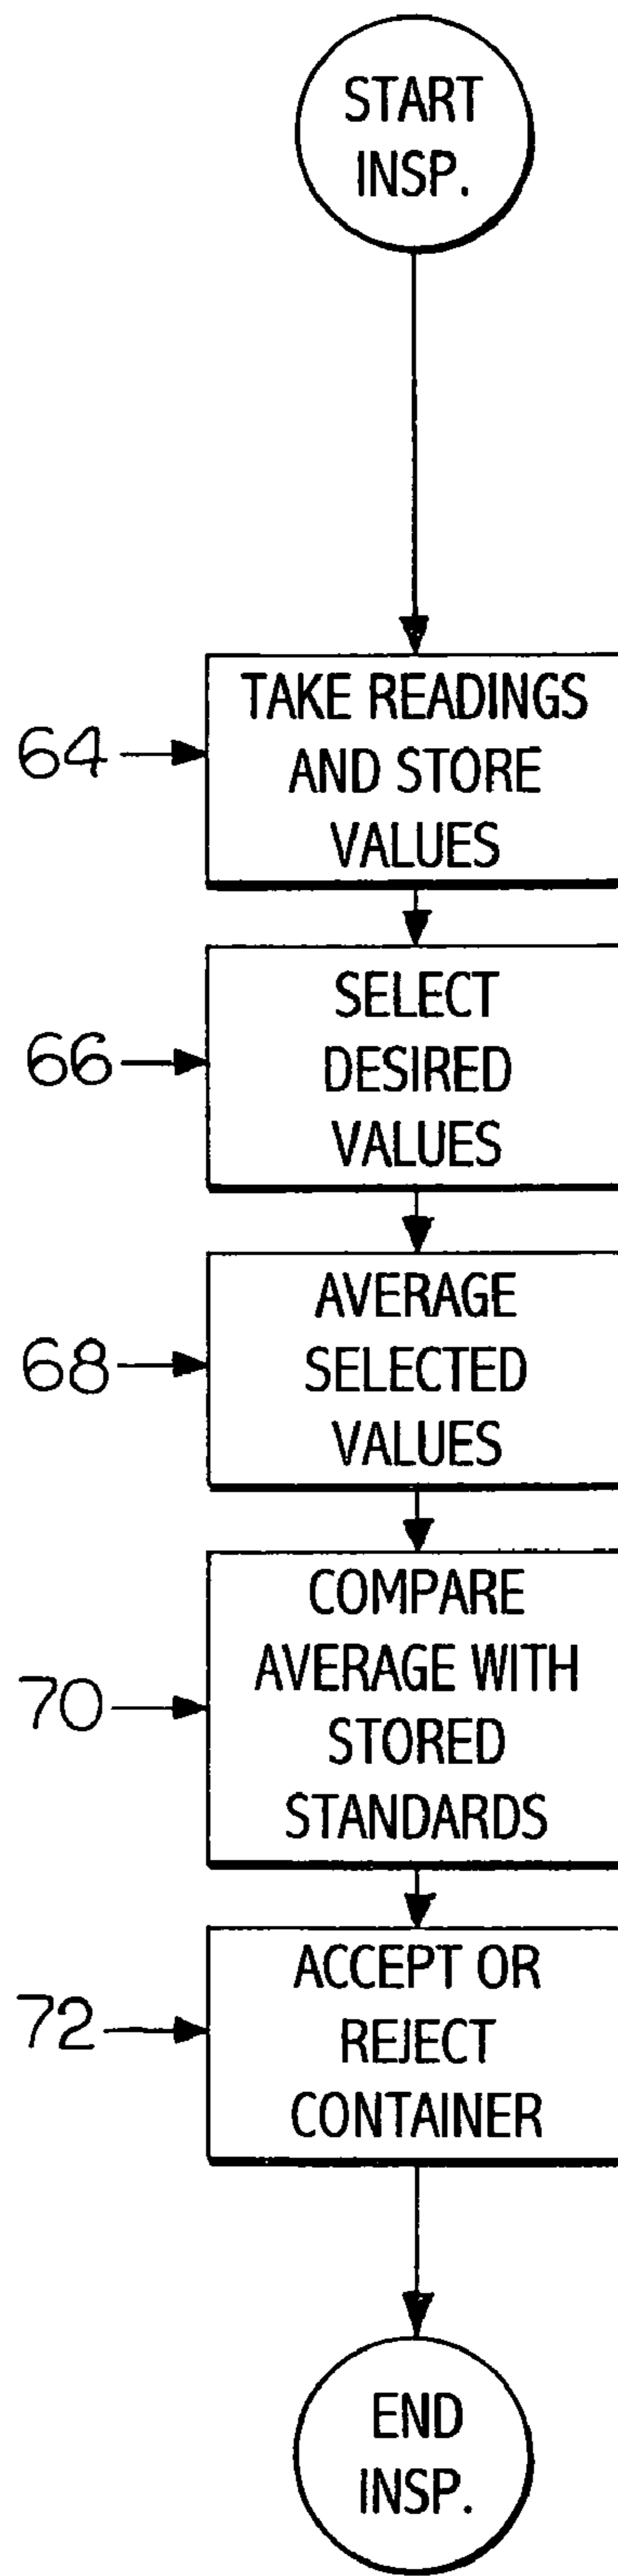 START
INSP.
64
TAKE READINGS
AND STORE
VALUES
66
SELECT
DESIRED
VALUES
68
AVERAGE
SELECTED
VALUES
70
COMPARE
AVERAGE WITH
STORED
STANDARDS
72
ACCEPT OR
REJECT
CONTAINER
END
INSP.